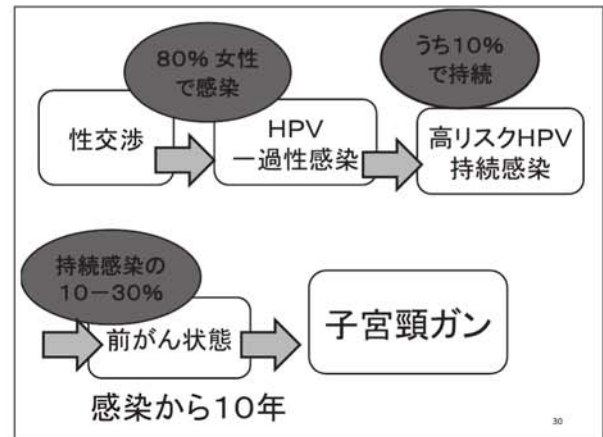 80% 女性
で感染
うち10%
で持続
性交渉
HPV
一過性感染
高リスクHPV
持続感染
持続感染の
10－30%
前がん状態
子宮頸ガン
感染から10年
30